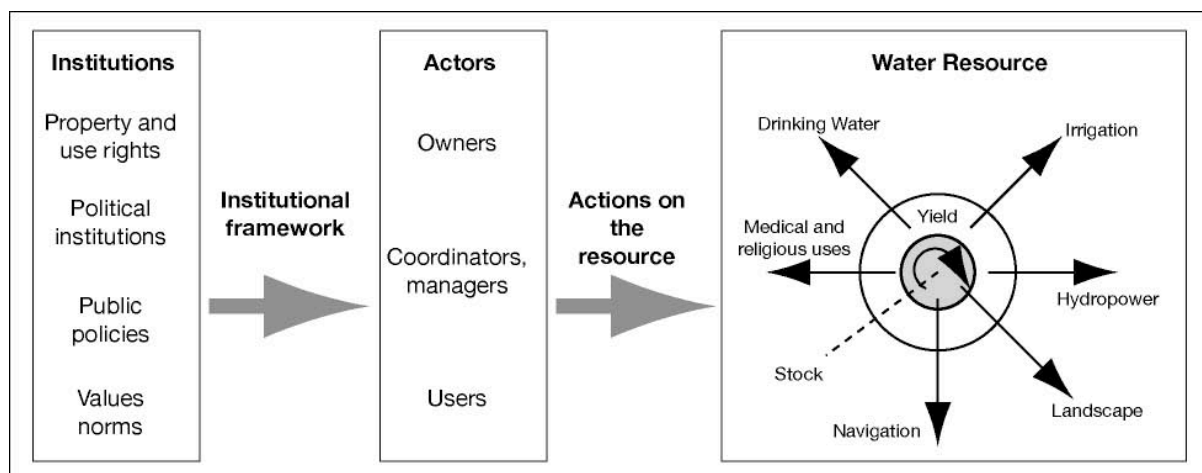 Institutions
Property and
use rights
Political
institutions
Public
policies
Values
norms
Institutional
framework
Actors
Owners
Coordinators,
managers
Users
Actions on
the
resource
Water Resource
Drinking Water
Irrigation
Yield
Medical and
religious uses
Hydropower
Stock
Landscape
Navigation